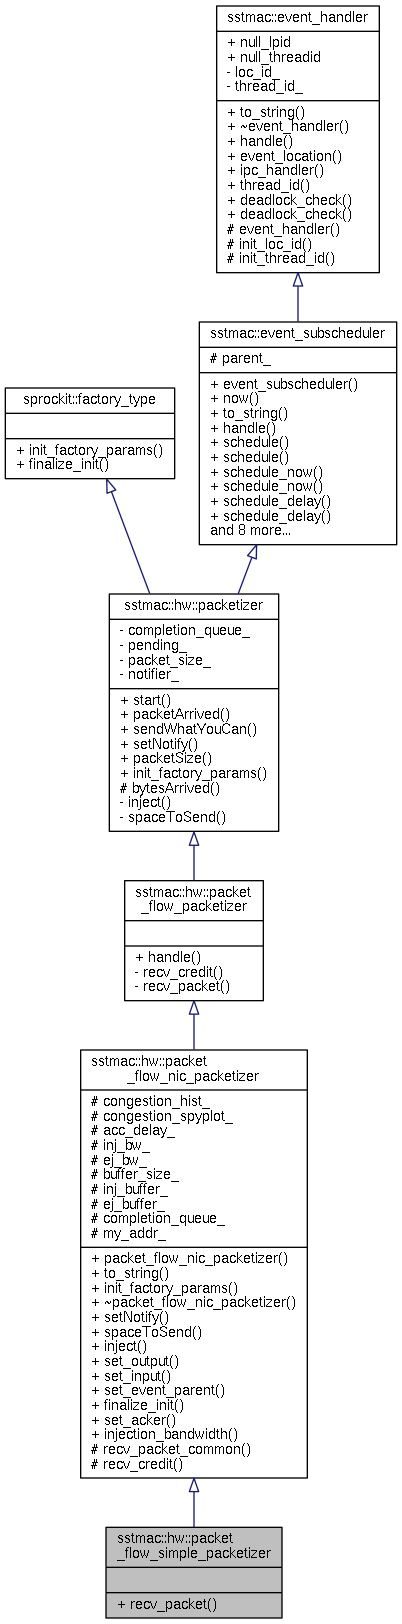 sstmac::event_handler
+ null_lpid
+ null_threadid
- loc_id_
- thread_id_
+ to_string()
+ ~event_handler()
+ handle()
+ event_location()
+ ipc_handler()
+ thread_id()
+ deadlock_check()
+ deadlock_check()
# event_handler()
# init_loc_id()
# init_thread_id()
sstmac::event_subscheduler
# parent_
+ event_subscheduler()
+ now()
+ to_string()
+ handle()
+ schedule()
+ schedule()
+ schedule_now()
+ schedule_now()
+ schedule_delay()
+ schedule_delay()
and 8 more...
sprockit::factory_type
+ init_factory_params()
+ finalize_init()
sstmac::hw::packetizer
- completion_queue_
- pending_
- packet_size_
- notifier_
+ start()
+ packetArrived()
+ sendWhatYouCan()
+ setNotify()
+ packetSize()
+ init_factory_params()
# bytesArrived()
- inject()
- spaceToSend()
sstmac::hw::packet
_flow_packetizer
+ handle()
- recv_credit()
- recv_packet()
sstmac::hw::packet
_flow_nic_packetizer
# congestion_hist_
# congestion_spyplot_
# acc_delay_
# inj_bw_
# ej_bw_
# buffer_size_
# inj_buffer_
# ej_buffer_
# completion_queue_
# my_addr_
+ packet_flow_nic_packetizer()
+ to_string()
+ init_factory_params()
+ ~packet_flow_nic_packetizer()
+ setNotify()
+ spaceToSend()
+ inject()
+ set_output()
+ set_input()
+ set_event_parent()
+ finalize_init()
+ set_acker()
+ injection_bandwidth()
# recv_packet_common()
# recv_credit()
sstmac::hw::packet
_flow_simple_packetizer
+ recv_packet()